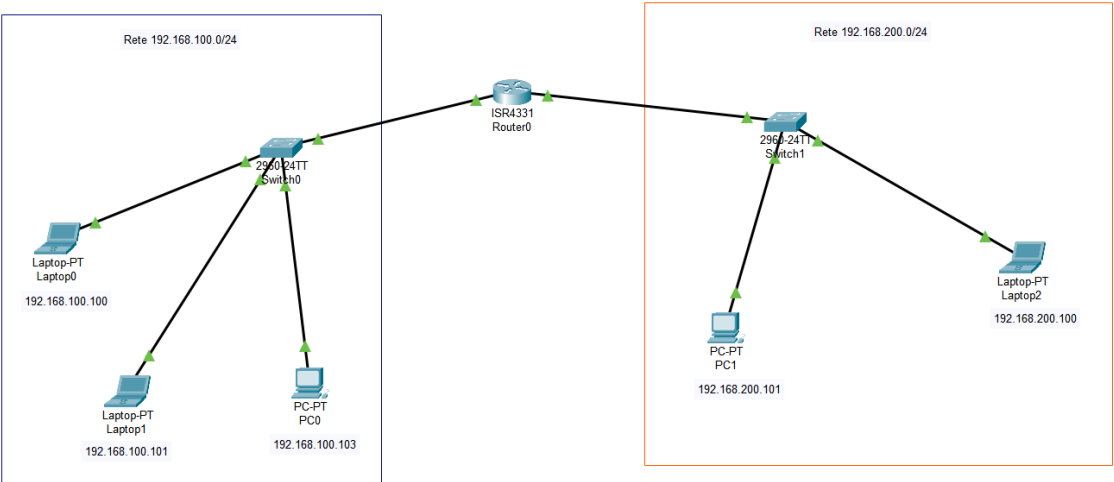 Rete 192.168.100.0/24
Rete 192.168.200.0/24
ISR4331
Router0
2960-24TT
Switch0
2960-24TT
Switch1
Laptop-PT
Laptop0
192.168.100.100
Laptop-PT
Laptop1
192.168.100.101
PC-PT
PC0
192.168.100.103
PC-PT
PC1
192.168.200.101
Laptop-PT
Laptop2
192.168.200.100